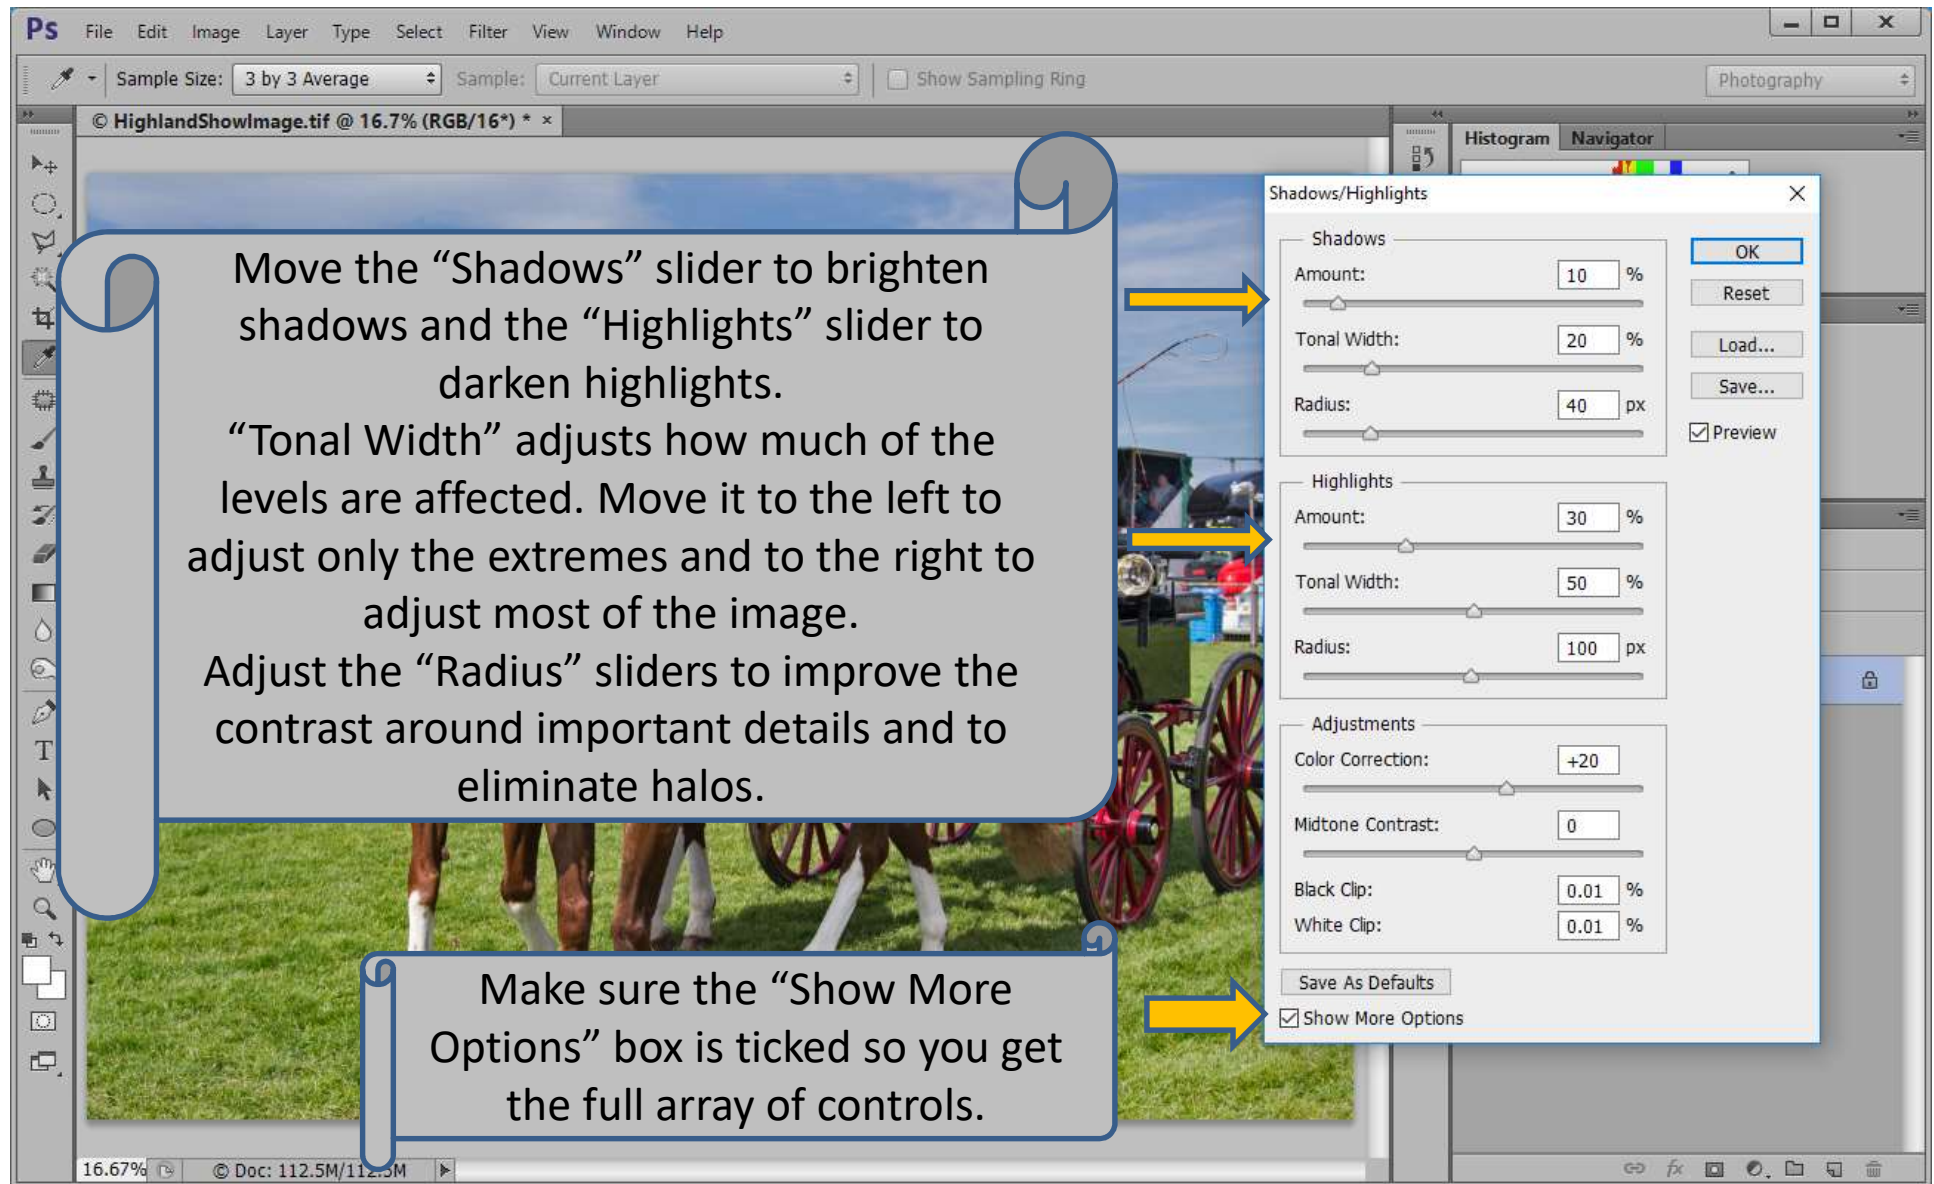 Ps File Edit Image Layer Type Select Filter View Window Help
Sample Size: 3 by 3 Average Sample: Current Layer Show Sampling Ring Photography
© HighlandShowImage.tif @ 16.7% (RGB/16*) * ×
Histogram Navigator
Move the “Shadows” slider to brighten
shadows and the “Highlights” slider to
darken highlights.
“Tonal Width” adjusts how much of the
levels are affected. Move it to the left to
adjust only the extremes and to the right to
adjust most of the image.
Adjust the “Radius” sliders to improve the
contrast around important details and to
eliminate halos.
Make sure the “Show More
Options” box is ticked so you get
the full array of controls.
Shadows/Highlights
Shadows
Amount: 10 %
Tonal Width: 20 %
Radius: 40 px
Highlights
Amount: 30 %
Tonal Width: 50 %
Radius: 100 px
Adjustments
Color Correction: +20
Midtone Contrast: 0
Black Clip: 0.01 %
White Clip: 0.01 %
Save As Defaults
Show More Options
OK
Reset
Load...
Save...
Preview
T
16.67% © Doc: 112.5M/112.5M
fx